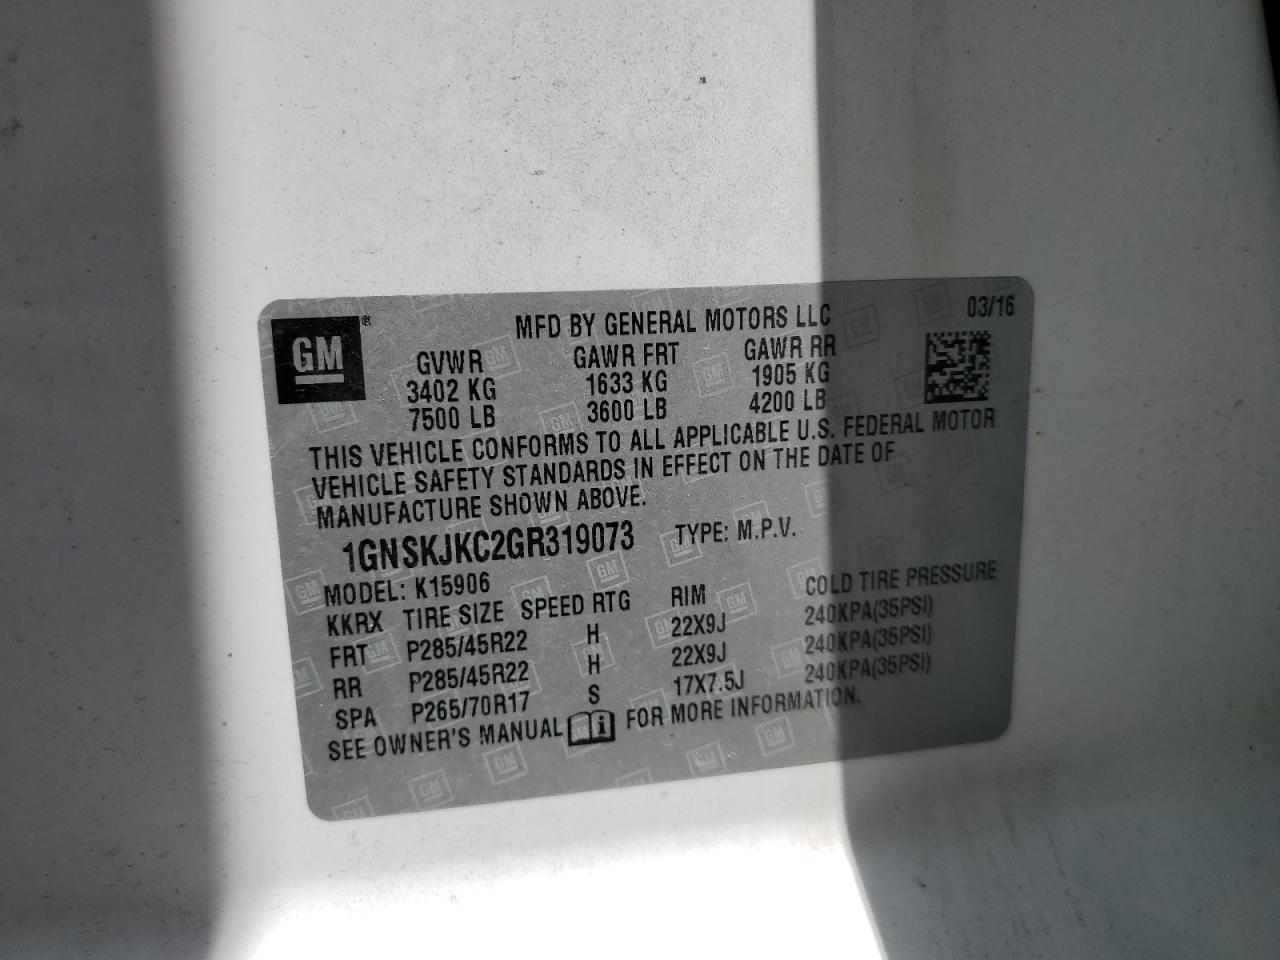 GM ®
MFD BY GENERAL MOTORS LLC 03/16
GVWR GAWR FRT GAWR RR
3402 KG 1633 KG 1905 KG
7500 LB 3600 LB 4200 LB
THIS VEHICLE CONFORMS TO ALL APPLICABLE U.S. FEDERAL MOTOR
VEHICLE SAFETY STANDARDS IN EFFECT ON THE DATE OF
MANUFACTURE SHOWN ABOVE.
1GNSKJKC2GR319073 TYPE: M.P.V.
MODEL: K15906
KKRX TIRE SIZE SPEED RTG RIM COLD TIRE PRESSURE
FRT P285/45R22 H 22X9J 240KPA(35PSI)
RR P285/45R22 H 22X9J 240KPA(35PSI)
SPA P265/70R17 S 17X7.5J 240KPA(35PSI)
SEE OWNER'S MANUAL FOR MORE INFORMATION.